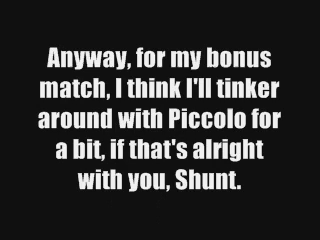 Anyway, for my bonus
match, I think I'll tinker
around with Piccolo for
a bit, if that's alright
with you, Shunt.